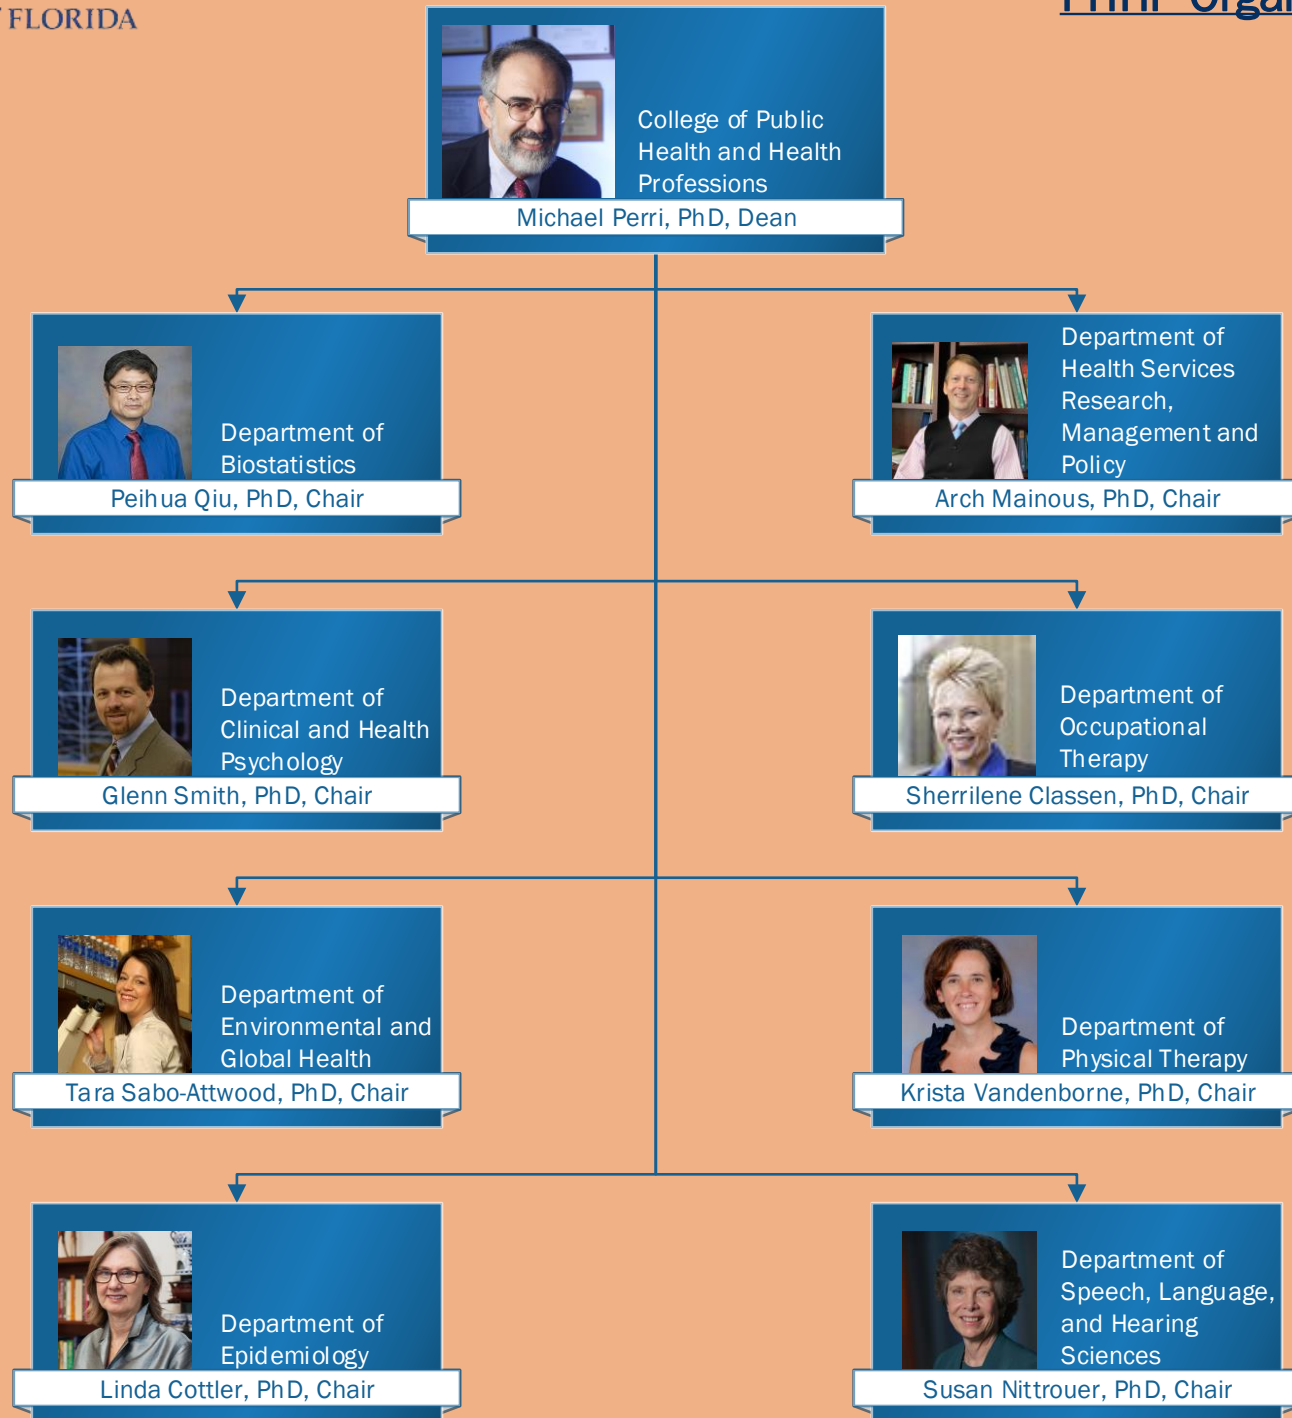 FLORIDA
College of Public
Health and Health
Professions
Michael Perri, PhD, Dean
Department of
Biostatistics
Peihua Qiu, PhD, Chair
Department of
Health Services
Research,
Management and
Policy
Arch Mainous, PhD, Chair
Department of
Clinical and Health
Psychology
Glenn Smith, PhD, Chair
Department of
Occupational
Therapy
Sherrilene Classen, PhD, Chair
Department of
Environmental and
Global Health
Tara Sabo-Attwood, PhD, Chair
Department of
Physical Therapy
Krista Vandenborne, PhD, Chair
Department of
Epidemiology
Linda Cottler, PhD, Chair
Department of
Speech, Language,
and Hearing
Sciences
Susan Nittrouer, PhD, Chair